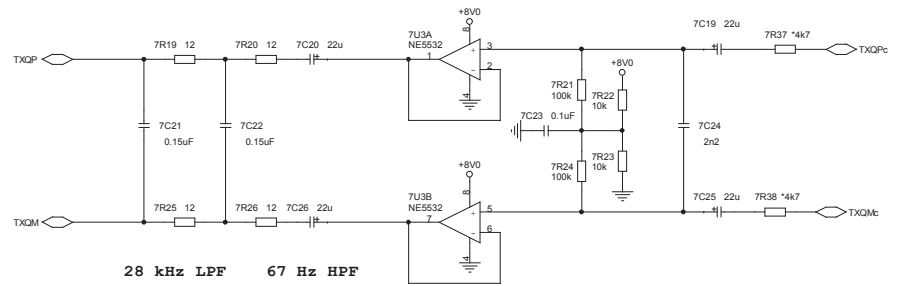 +8V0
7C19 22u
7R19 12
7R20 12
7C20 22u
7U3A
NE5532
7R37 *4k7
TXQP
TXQPc
8
3
+
1
2
-
4
+8V0
7R21
100k
7R22
10k
7C23 0.1uF
7C21
0.15uF
7C22
0.15uF
7C24
2n2
7R24
100k
7R23
10k
+8V0
7R25 12
7R26 12
7C26 22u
7U3B
NE5532
7C25 22u
7R38 *4k7
TXQM
TXQMc
8
5
+
7
6
-
4
28 kHz LPF 67 Hz HPF